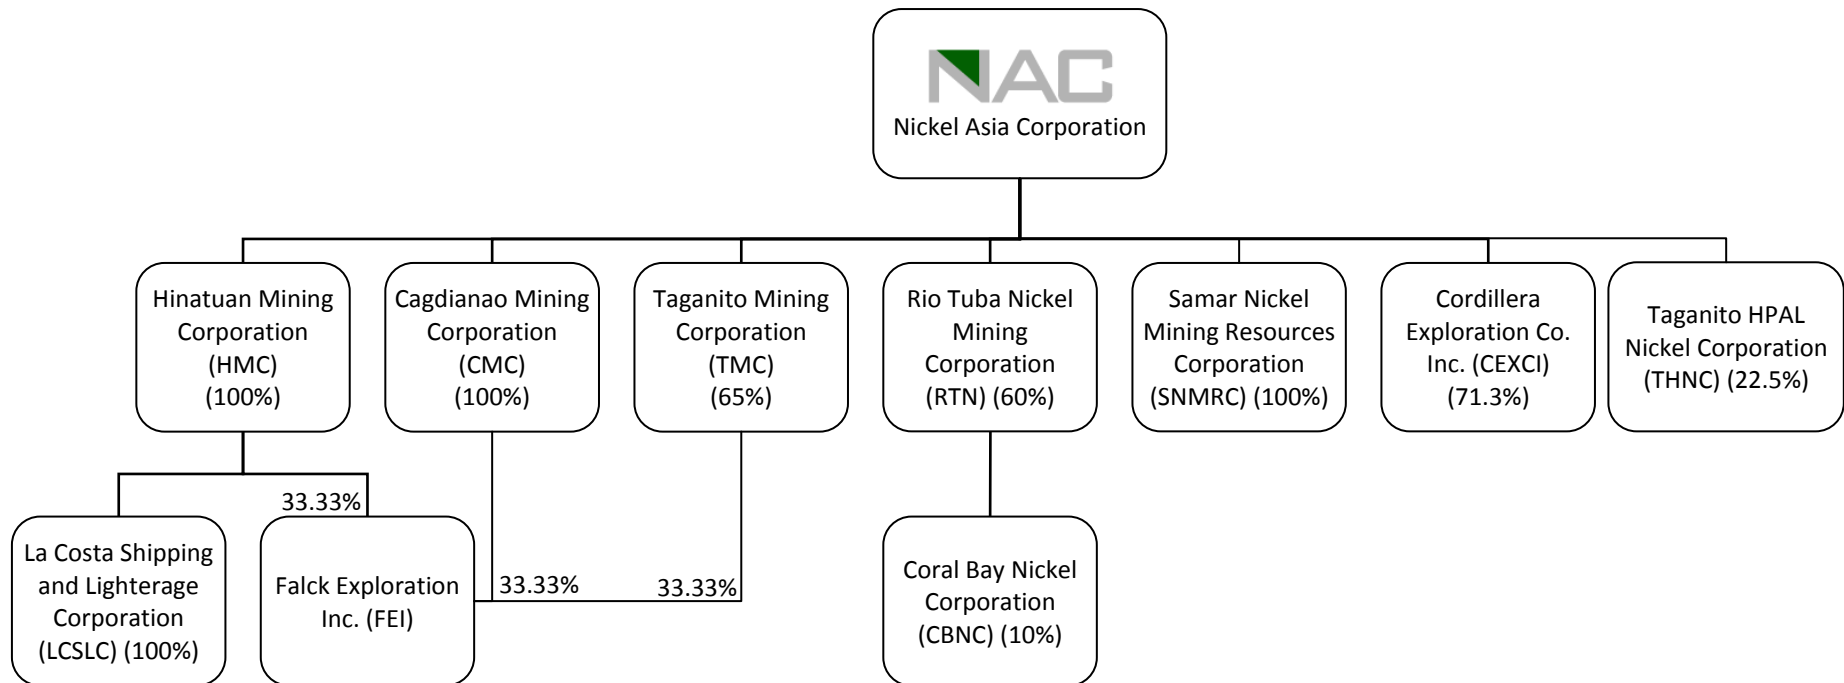 NAC
Nickel Asia Corporation
Hinatuan Mining
Corporation
(HMC)
(100%)
Cagdianao Mining
Corporation
(CMC)
(100%)
Taganito Mining
Corporation
(TMC)
(65%)
Rio Tuba Nickel
Mining
Corporation
(RTN) (60%)
Samar Nickel
Mining Resources
Corporation
(SNMRC) (100%)
Cordillera
Exploration Co.
Inc. (CEXCI)
(71.3%)
Taganito HPAL
Nickel Corporation
(THNC) (22.5%)
33.33%
La Costa Shipping
and Lighterage
Corporation
(LCSLC) (100%)
Falck Exploration
Inc. (FEI)
33.33%
33.33%
Coral Bay Nickel
Corporation
(CBNC) (10%)